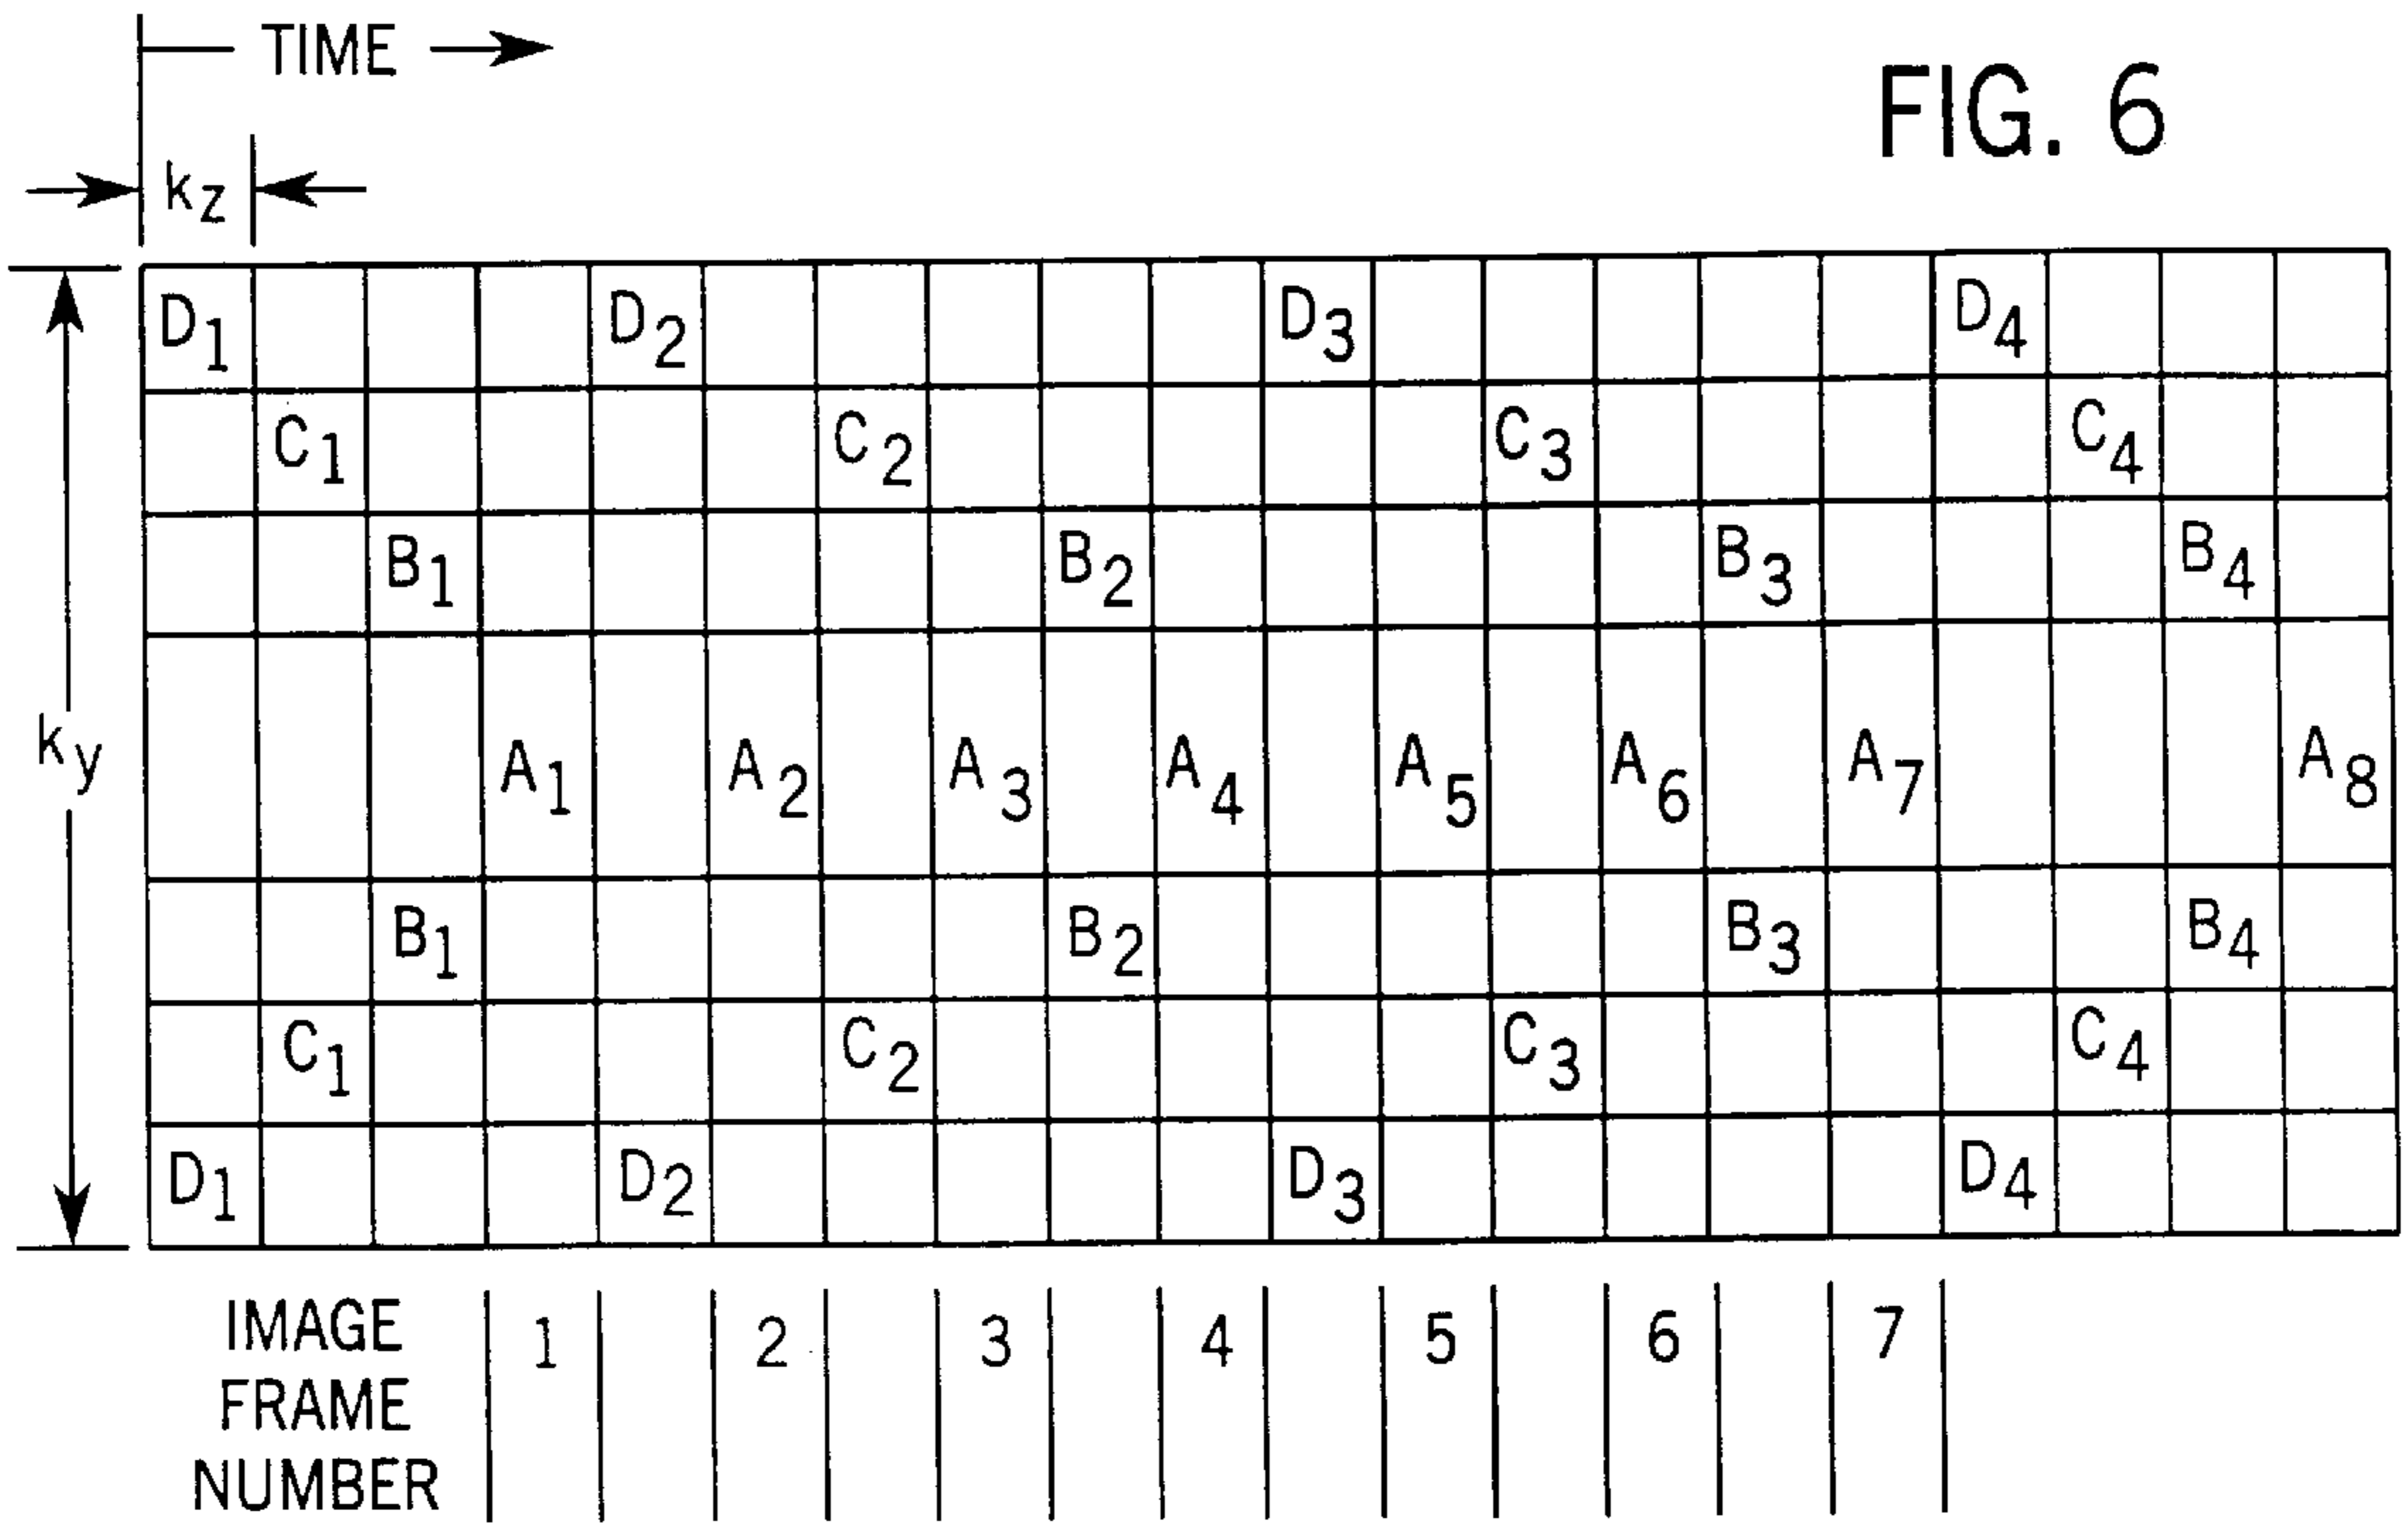 TIME
FIG. 6
kz
D1 D2 D3 D4
C1 C2 C3 C4
B1 B2 B3 B4
ky
A1 A2 A3 A4 A5 A6 A7 A8
B1 B2 B3 B4
C1 C2 C3 C4
D1 D2 D3 D4
IMAGE
FRAME
NUMBER
1 2 3 4 5 6 7